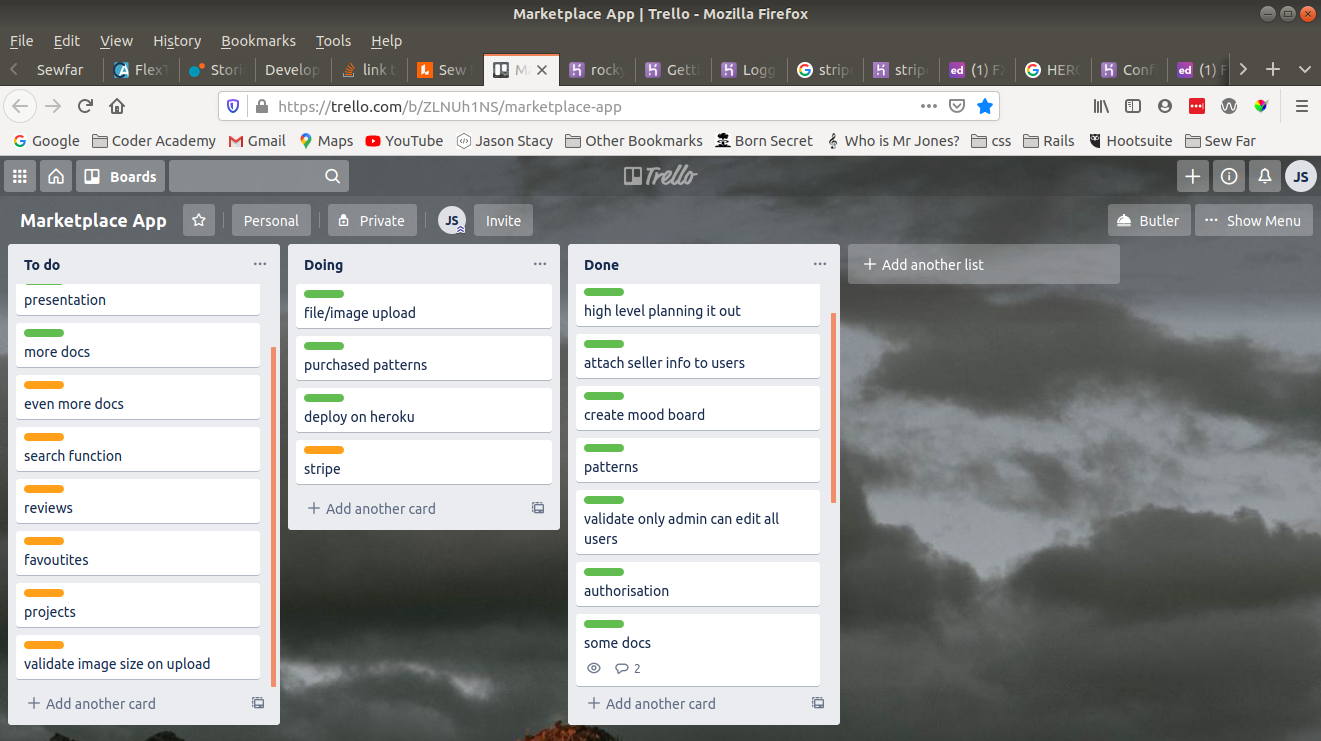 Marketplace App | Trello - Mozilla Firefox
File Edit View History Bookmarks Tools Help
Sewfar FlexT Stori Develop link t Sew M rocky Getti Logg stripe stripe (1) F HERO Conf (1) F
https://trello.com/b/ZLNUh1NS/marketplace-app
Google Coder Academy Gmail Maps YouTube Jason Stacy Other Bookmarks Born Secret Who is Mr Jones? css Rails Hootsuite Sew Far
Boards Trello JS
Marketplace App Personal Private JS Invite Butler Show Menu
To do
presentation
more docs
even more docs
search function
reviews
favoutites
projects
validate image size on upload
Add another card
Doing
file/image upload
purchased patterns
deploy on heroku
stripe
Add another card
Done
high level planning it out
attach seller info to users
create mood board
patterns
validate only admin can edit all
users
authorisation
some docs
2
Add another card
Add another list